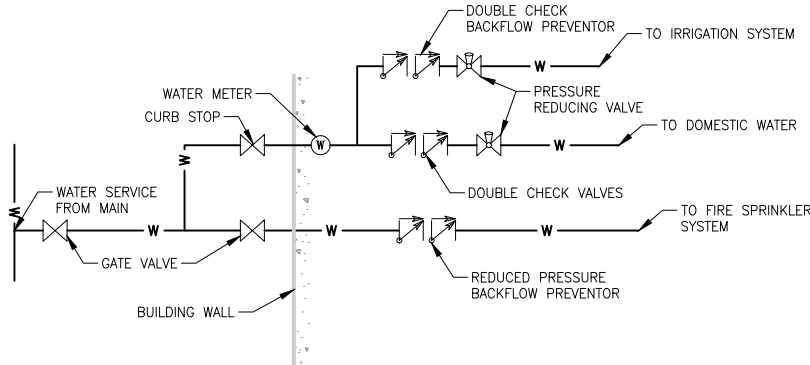 DOUBLE CHECK
BACKFLOW PREVENTOR
TO IRRIGATION SYSTEM
W
WATER METER
PRESSURE
REDUCING VALVE
CURB STOP
TO DOMESTIC WATER
W
W
W
WATER SERVICE
FROM MAIN
DOUBLE CHECK VALVES
W
TO FIRE SPRINKLER
SYSTEM
W
W
W
GATE VALVE
REDUCED PRESSURE
BACKFLOW PREVENTOR
BUILDING WALL